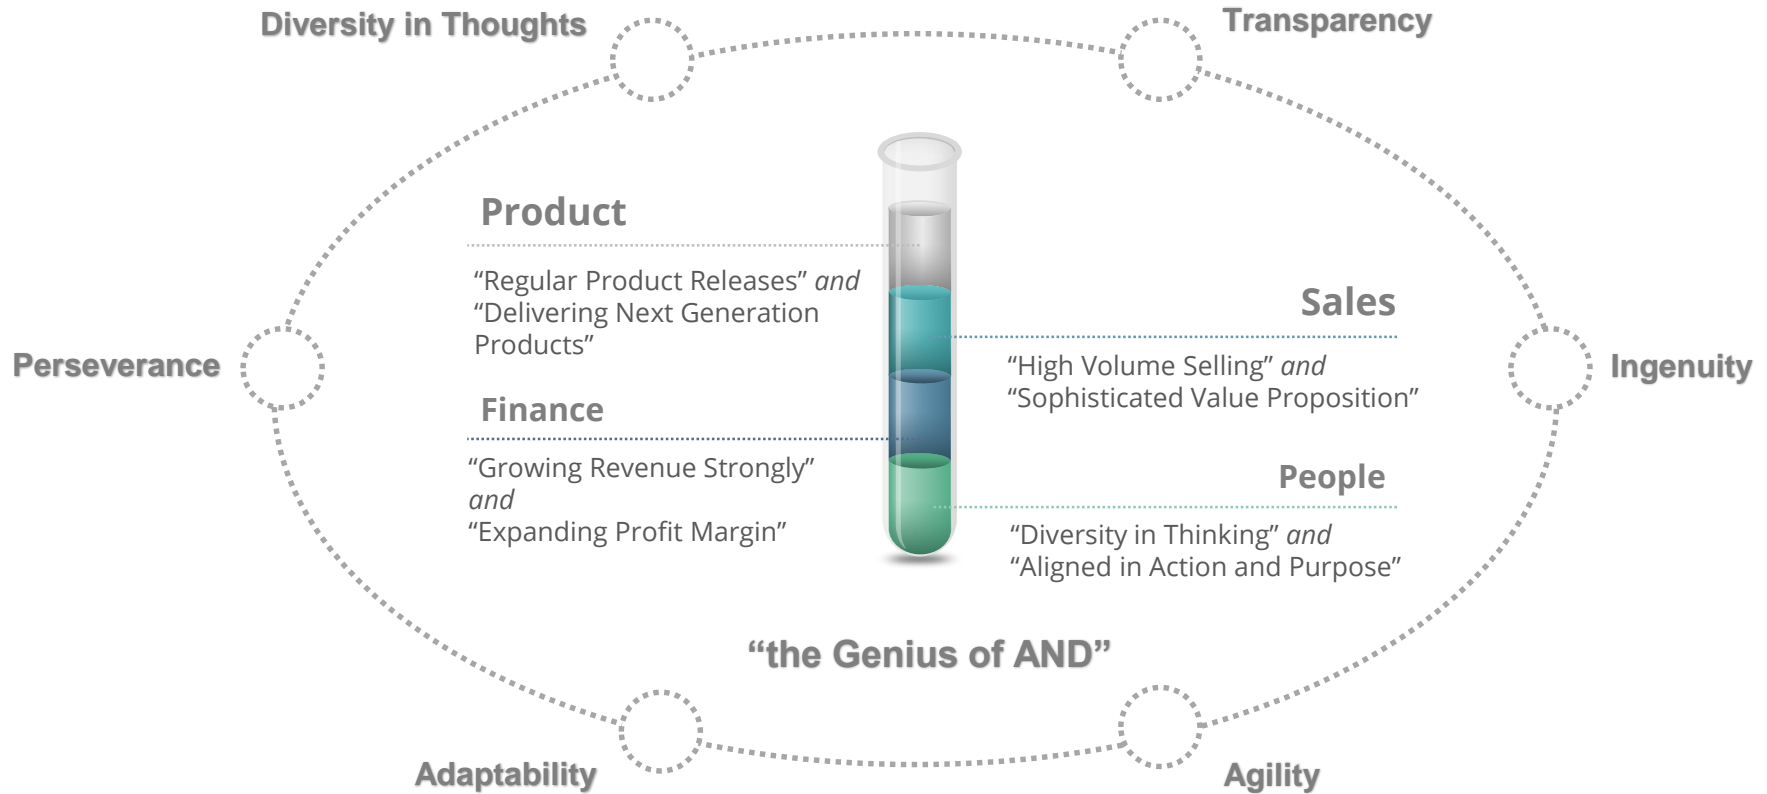 Diversity in Thoughts
Transparency
Product
“Regular Product Releases” and
“Delivering Next Generation
Products”
Sales
“High Volume Selling” and
“Sophisticated Value Proposition”
Perseverance
Ingenuity
Finance
“Growing Revenue Strongly”
and
“Expanding Profit Margin”
People
“Diversity in Thinking” and
“Aligned in Action and Purpose”
“the Genius of AND”
Adaptability
Agility